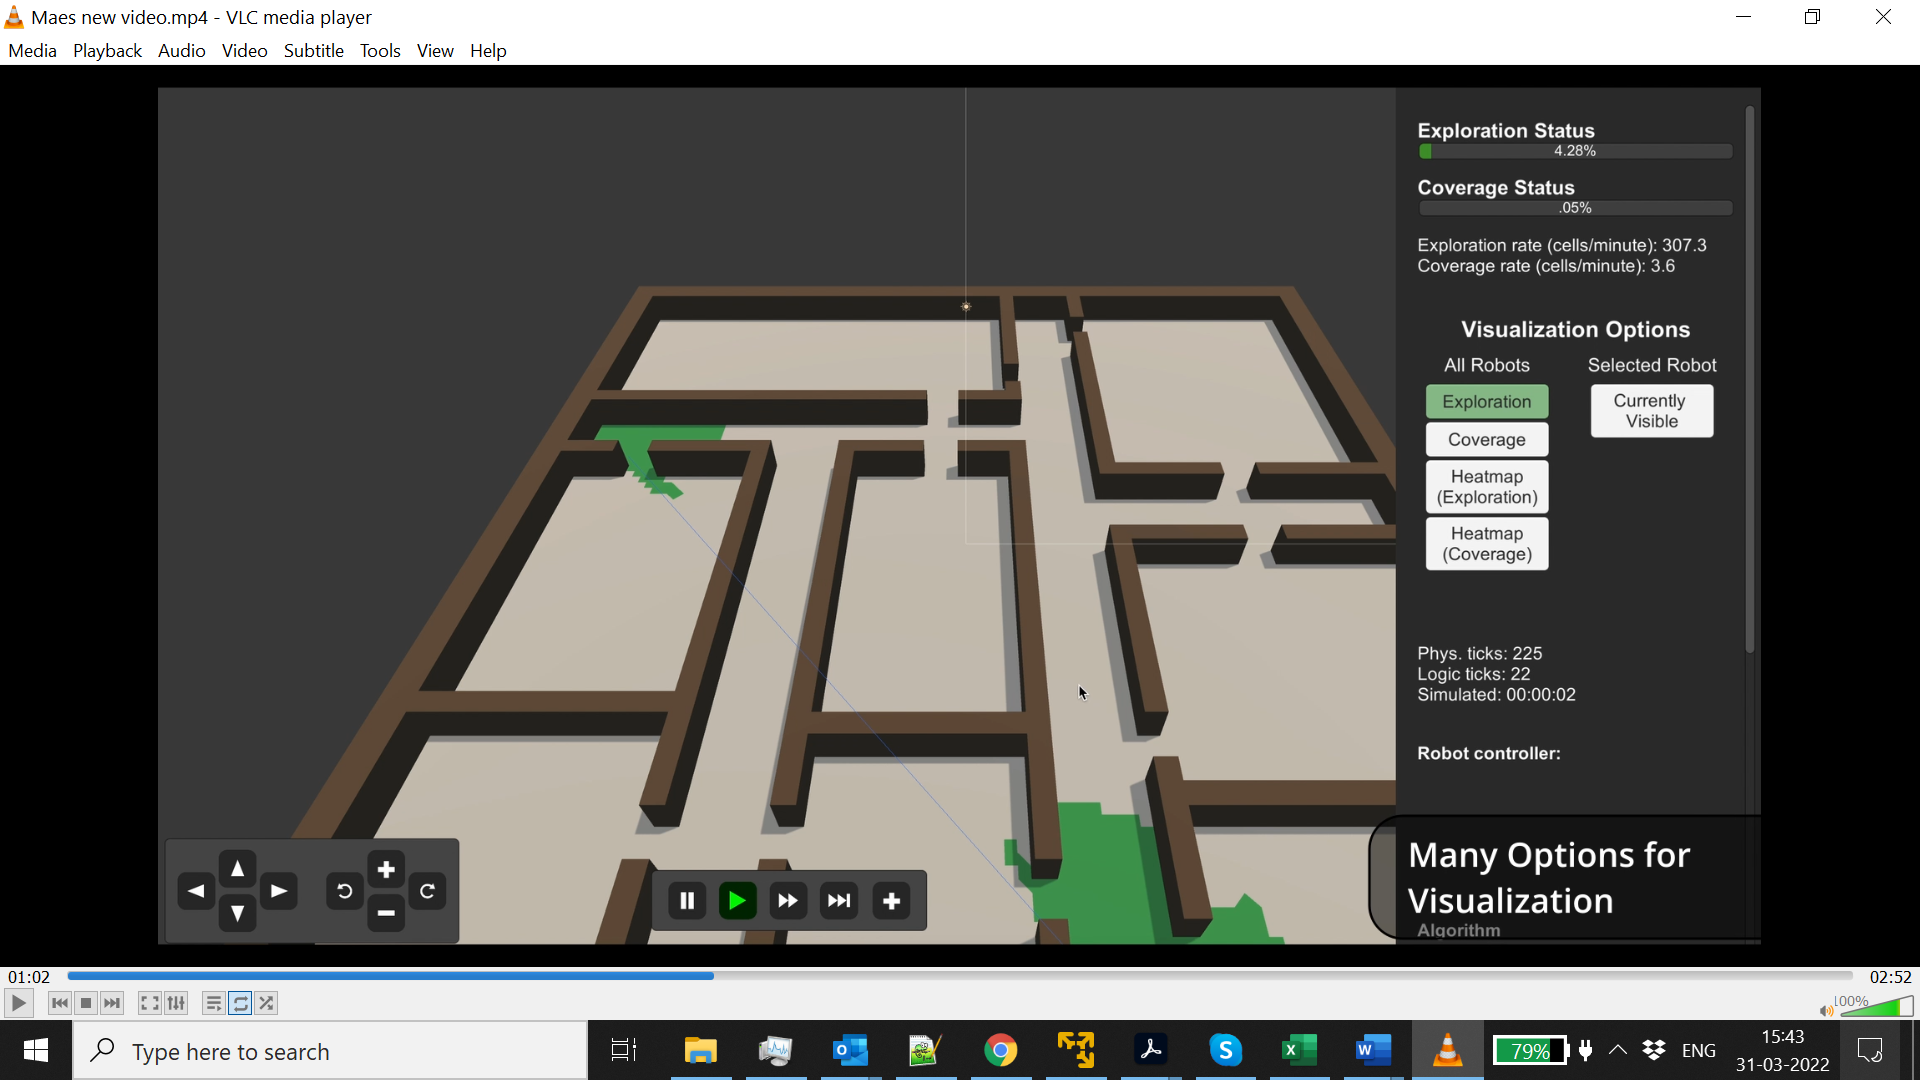 Maes new video.mp4 - VLC media player
Media Playback Audio Video Subtitle Tools View Help
Exploration Status
4.28%
Coverage Status
.05%
Exploration rate (cells/minute): 307.3
Coverage rate (cells/minute): 3.6
Visualization Options
All Robots Selected Robot
Exploration
Currently
Visible
Coverage
Heatmap
(Exploration)
Heatmap
(Coverage)
Phys. ticks: 225
Logic ticks: 22
Simulated: 00:00:02
Robot controller:
Many Options for
Visualization
Algorithm
01:02 02:52
100%
Type here to search
79% ENG
15:43
31-03-2022